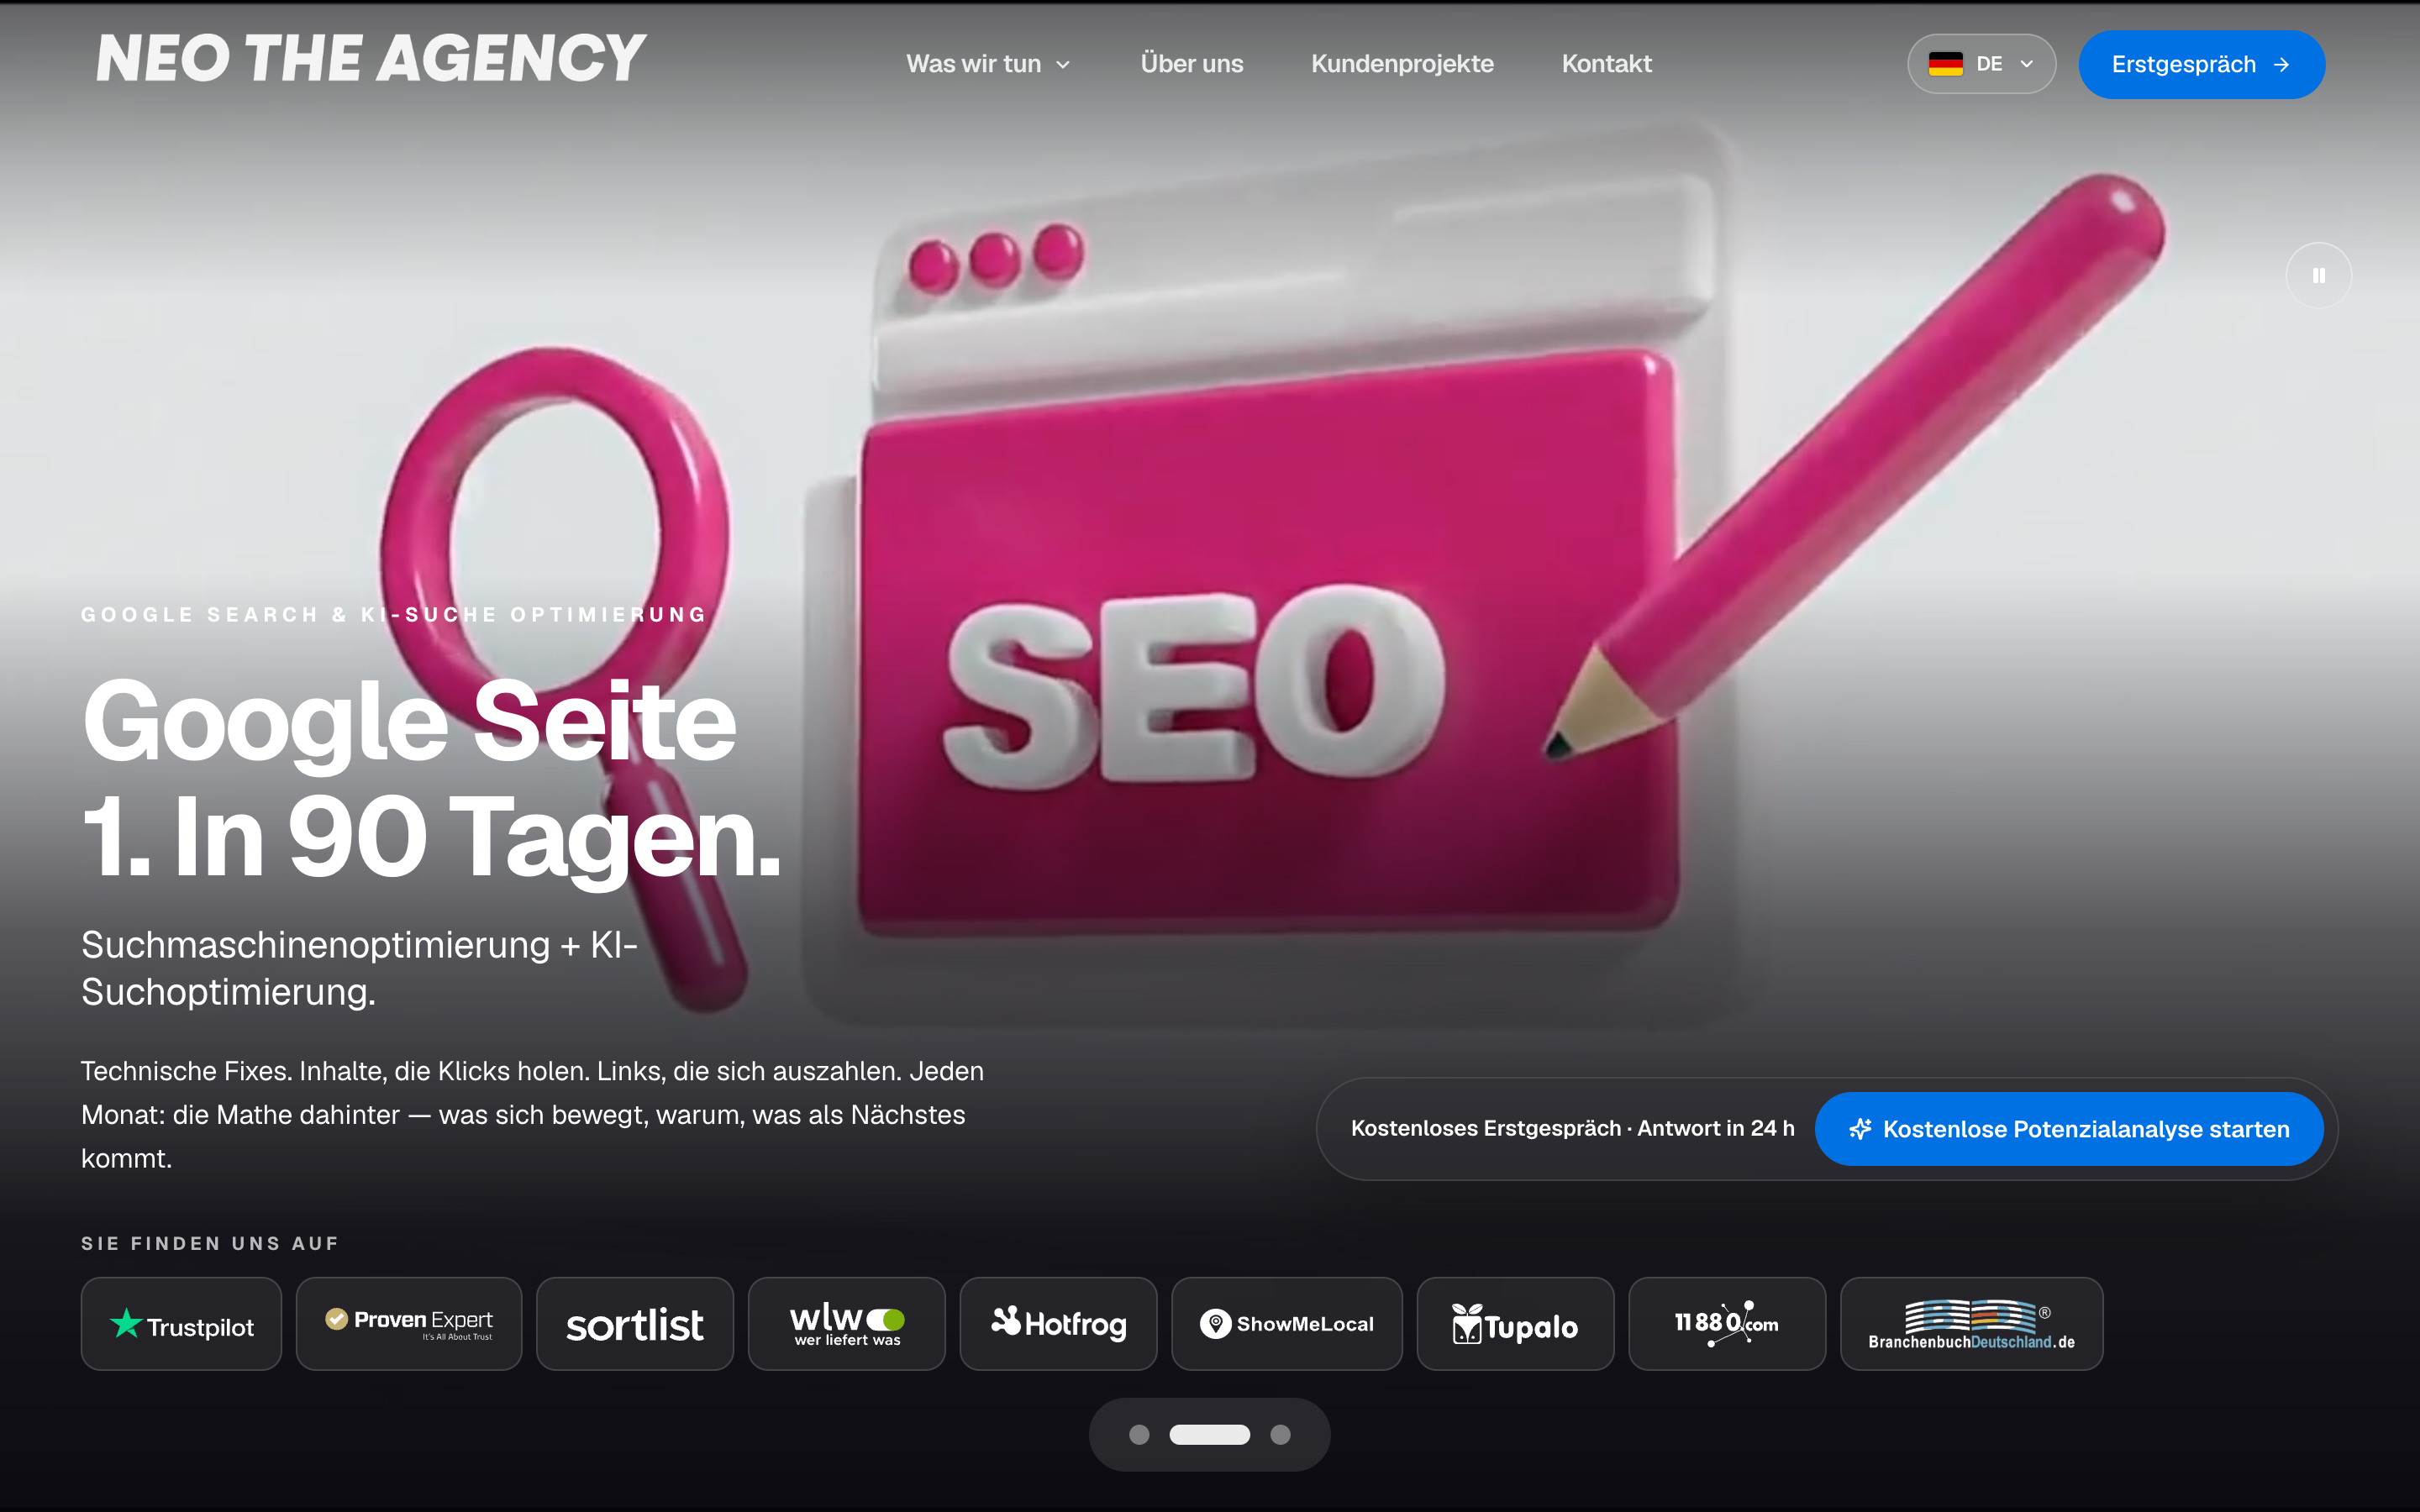 NEO THE AGENCY
Was wir tun
Über uns
Kundenprojekte
Kontakt
DE
Erstgespräch
SEO
GOOGLE SEARCH & KI-SUCHE OPTIMIERUNG
Google Seite
1. In 90 Tagen.
Suchmaschinenoptimierung + KI-
Suchoptimierung.
Technische Fixes. Inhalte, die Klicks holen. Links, die sich auszahlen. Jeden
Monat: die Mathe dahinter — was sich bewegt, warum, was als Nächstes
kommt.
Kostenloses Erstgespräch · Antwort in 24 h
Kostenlose Potenzialanalyse starten
SIE FINDEN UNS AUF
Trustpilot
Proven Expert
It's All About Trust
sortlist
wlw
wer liefert was
Hotfrog
ShowMeLocal
Tupalo
11880.com
BranchenbuchDeutschland.de
®